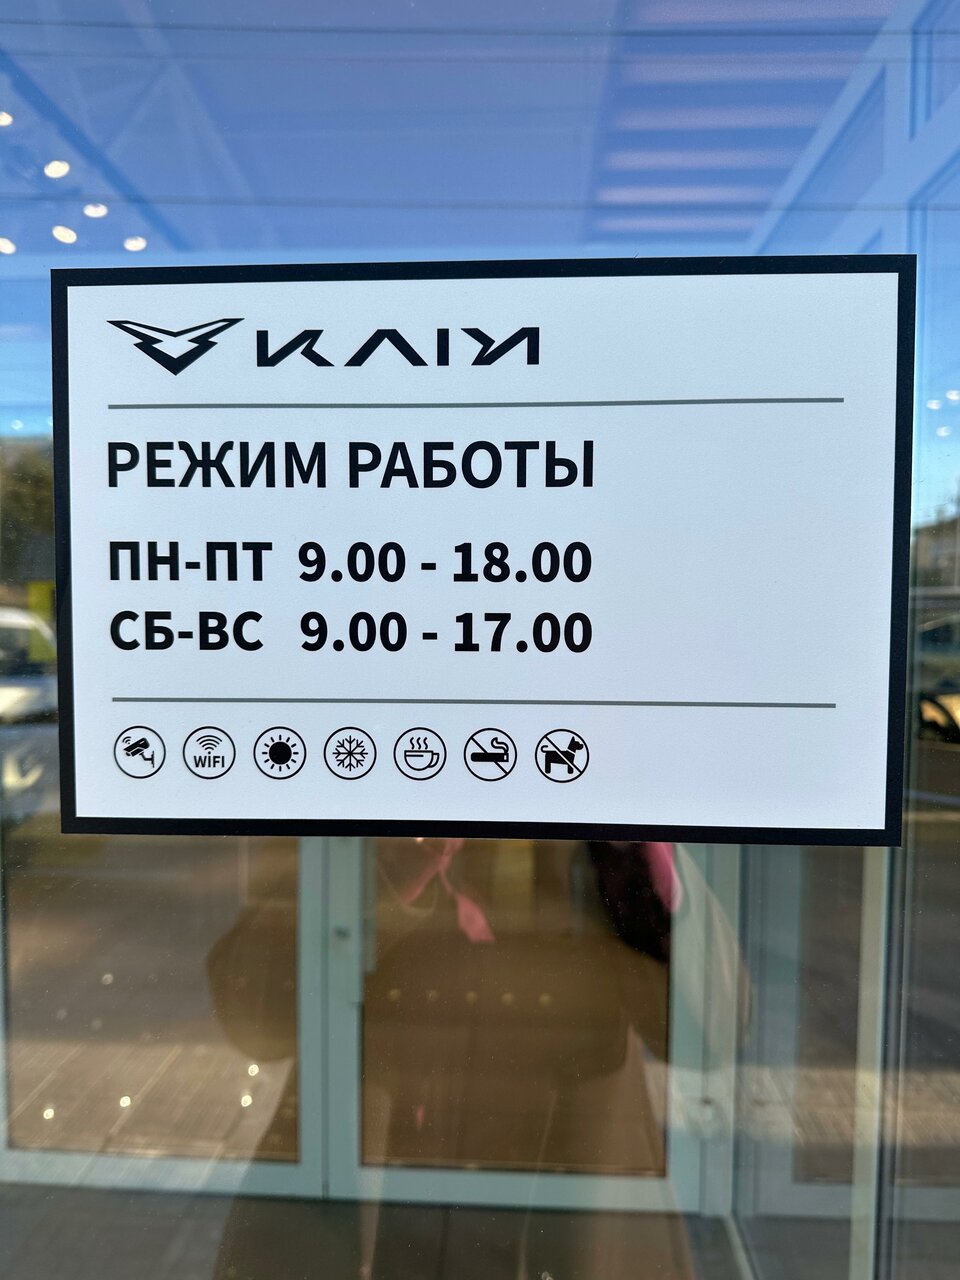 KAIYI
РЕЖИМ РАБОТЫ
ПН-ПТ 9.00 - 18.00
СБ-ВС 9.00 - 17.00
WiFi